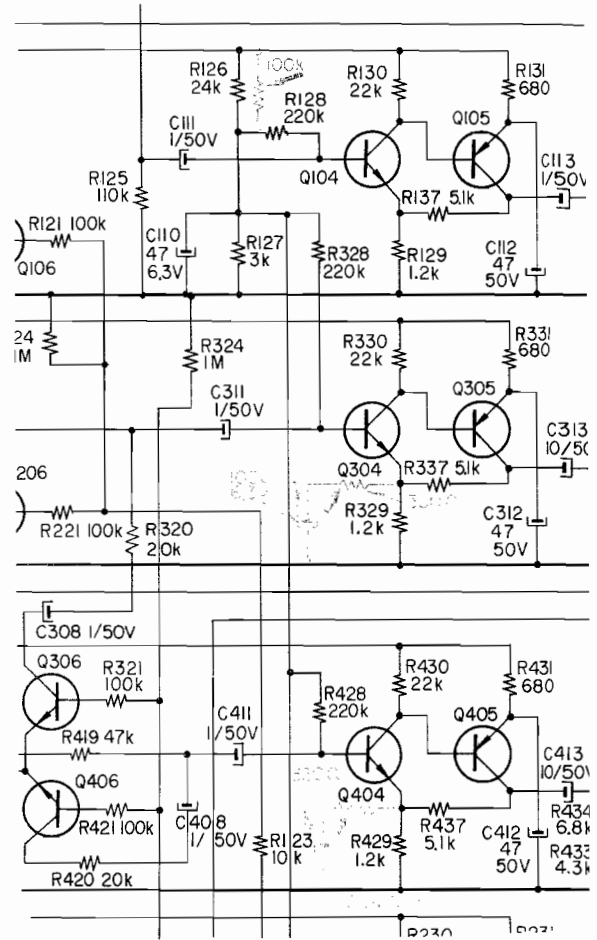 100k
R126
24k
R130
22k
R131
680
R128
220k
C111
1/50V
Q105
Q104
C113
1/50V
R125
110k
R137 5.1k
R121 100k
C110
47
6.3V
R127
3k
R328
220k
R129
1.2k
C112
47
50V
Q106
24
1M
R324
1M
R330
22k
R331
680
C311
1/50V
Q305
C313
10/50
Q304
R337 5.1k
206
R221 100k
R320
20k
R329
1.2k
C312
47
50V
C308 1/50V
Q306
R321
100k
R430
22k
R431
680
R428
220k
C411
1/50V
Q405
R419 47k
C413
10/50V
Q406
Q404
R434
6.8k
R421 100k
C408
1/50V
R123
10k
R429
1.2k
R437
5.1k
C412
47
50V
R433
4.3k
R420 20k
R230
R231